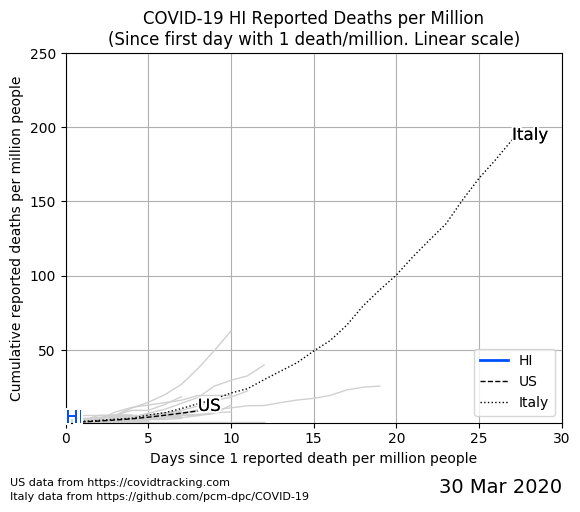 COVID-19 HI Reported Deaths per Million
(Since first day with 1 death/million. Linear scale)
Cumulative reported deaths per million people
250
200
150
100
50
Italy
US
HI
HI
US
Italy
0
5
10
15
20
25
30
Days since 1 reported death per million people
US data from https://covidtracking.com
Italy data from https://github.com/pcm-dpc/COVID-19
30 Mar 2020